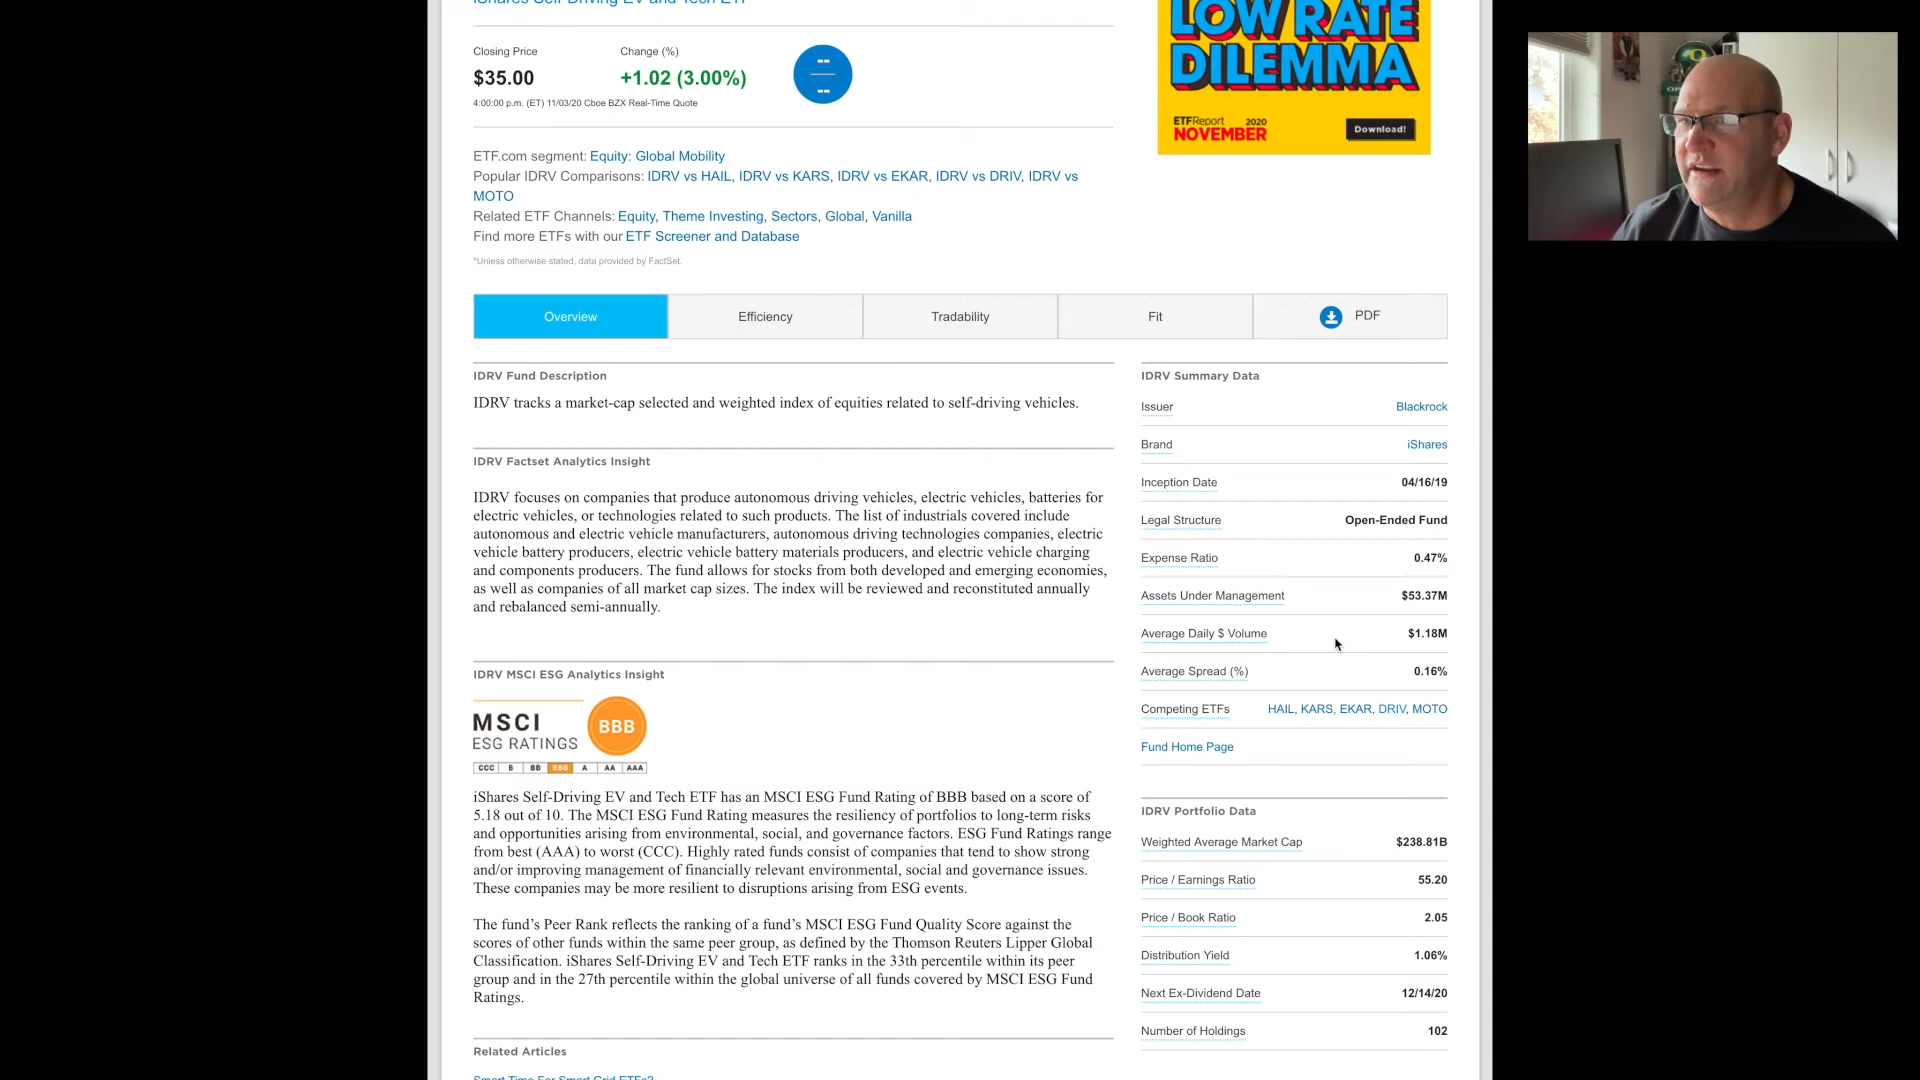 iShares Self-Driving EV and Tech ETF
LOW RATE
DILEMMA
ETFReport 2020
NOVEMBER
Download!
Closing Price Change (%)
$35.00 +1.02 (3.00%)
--
--
4:00:00 p.m. (ET) 11/03/20 Cboe BZX Real-Time Quote
ETF.com segment: Equity: Global Mobility
Popular IDRV Comparisons: IDRV vs HAIL, IDRV vs KARS, IDRV vs EKAR, IDRV vs DRIV, IDRV vs
MOTO
Related ETF Channels: Equity, Theme Investing, Sectors, Global, Vanilla
Find more ETFs with our ETF Screener and Database
*Unless otherwise stated, data provided by FactSet.
Overview Efficiency Tradability Fit PDF
IDRV Fund Description
IDRV tracks a market-cap selected and weighted index of equities related to self-driving vehicles.
IDRV Factset Analytics Insight
IDRV focuses on companies that produce autonomous driving vehicles, electric vehicles, batteries for
electric vehicles, or technologies related to such products. The list of industrials covered include
autonomous and electric vehicle manufacturers, autonomous driving technologies companies, electric
vehicle battery producers, electric vehicle battery materials producers, and electric vehicle charging
and components producers. The fund allows for stocks from both developed and emerging economies,
as well as companies of all market cap sizes. The index will be reviewed and reconstituted annually
and rebalanced semi-annually.
IDRV MSCI ESG Analytics Insight
MSCI
ESG RATINGS
BBB
CCC B BB BBB A AA AAA
iShares Self-Driving EV and Tech ETF has an MSCI ESG Fund Rating of BBB based on a score of
5.18 out of 10. The MSCI ESG Fund Rating measures the resiliency of portfolios to long-term risks
and opportunities arising from environmental, social, and governance factors. ESG Fund Ratings range
from best (AAA) to worst (CCC). Highly rated funds consist of companies that tend to show strong
and/or improving management of financially relevant environmental, social and governance issues.
These companies may be more resilient to disruptions arising from ESG events.
The fund’s Peer Rank reflects the ranking of a fund’s MSCI ESG Fund Quality Score against the
scores of other funds within the same peer group, as defined by the Thomson Reuters Lipper Global
Classification. iShares Self-Driving EV and Tech ETF ranks in the 33th percentile within its peer
group and in the 27th percentile within the global universe of all funds covered by MSCI ESG Fund
Ratings.
Related Articles
Smart Time For Smart Grid ETFs?
IDRV Summary Data
Issuer Blackrock
Brand iShares
Inception Date 04/16/19
Legal Structure Open-Ended Fund
Expense Ratio 0.47%
Assets Under Management $53.37M
Average Daily $ Volume $1.18M
Average Spread (%) 0.16%
Competing ETFs HAIL, KARS, EKAR, DRIV, MOTO
Fund Home Page
IDRV Portfolio Data
Weighted Average Market Cap $238.81B
Price / Earnings Ratio 55.20
Price / Book Ratio 2.05
Distribution Yield 1.06%
Next Ex-Dividend Date 12/14/20
Number of Holdings 102